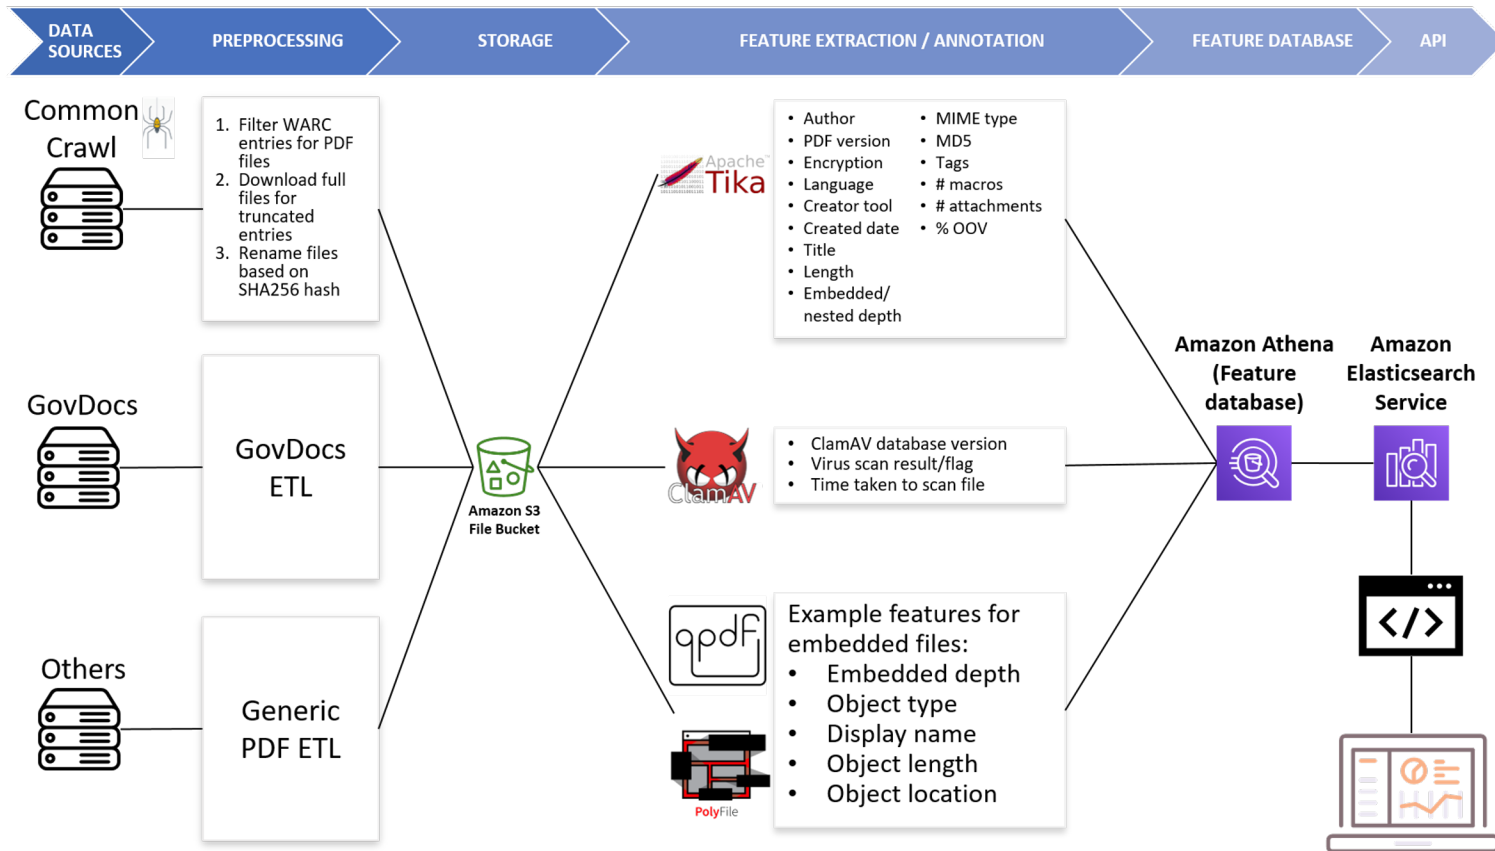 DATA
SOURCES
PREPROCESSING
STORAGE
FEATURE EXTRACTION / ANNOTATION
FEATURE DATABASE
API
Common
Crawl
1. Filter WARC
entries for PDF
files
2. Download full
files for
truncated
entries
3. Rename files
based on
SHA256 hash
GovDocs
GovDocs
ETL
Others
Generic
PDF ETL
Amazon S3
File Bucket
Apache™
Tika
• Author
• PDF version
• Encryption
• Language
• Creator tool
• Created date
• Title
• Length
• Embedded/
nested depth
• MIME type
• MD5
• Tags
• # macros
• # attachments
• % OOV
ClamAV
• ClamAV database version
• Virus scan result/flag
• Time taken to scan file
qpdf
PolyFile
Example features for
embedded files:
• Embedded depth
• Object type
• Display name
• Object length
• Object location
Amazon Athena
(Feature
database)
Amazon
Elasticsearch
Service
</>